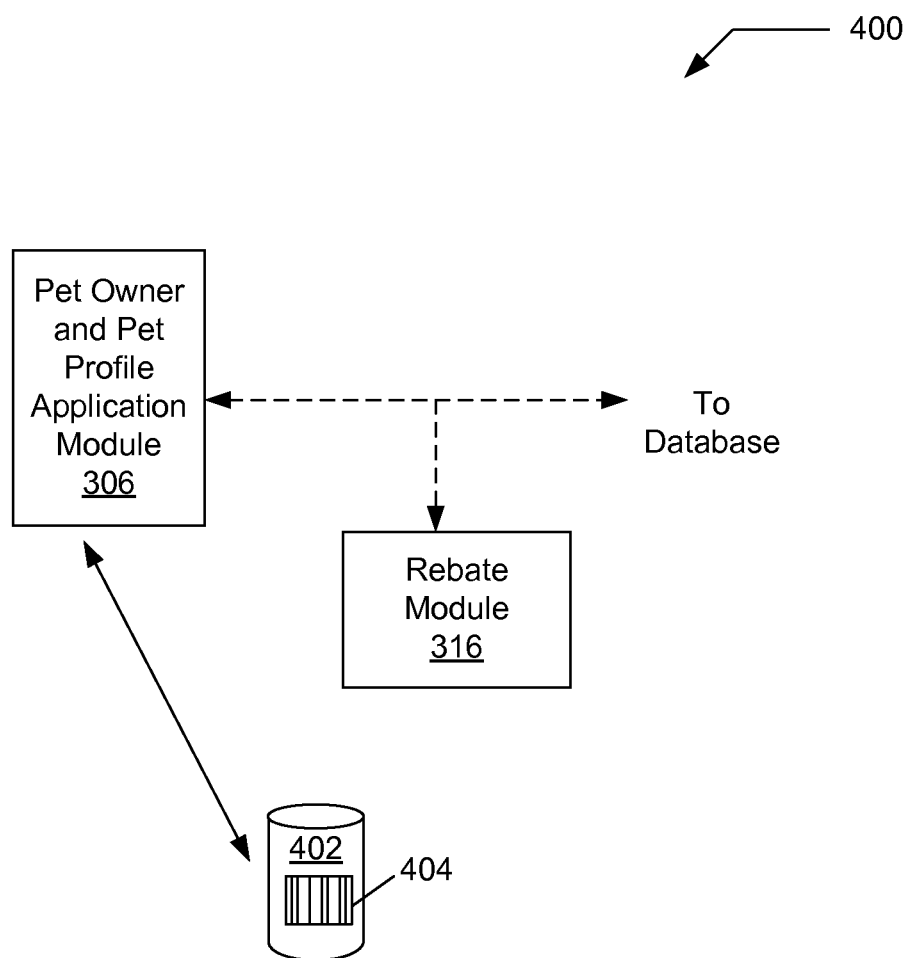 400
Pet Owner
and Pet
Profile
Application
Module
306
To
Database
Rebate
Module
316
402
404